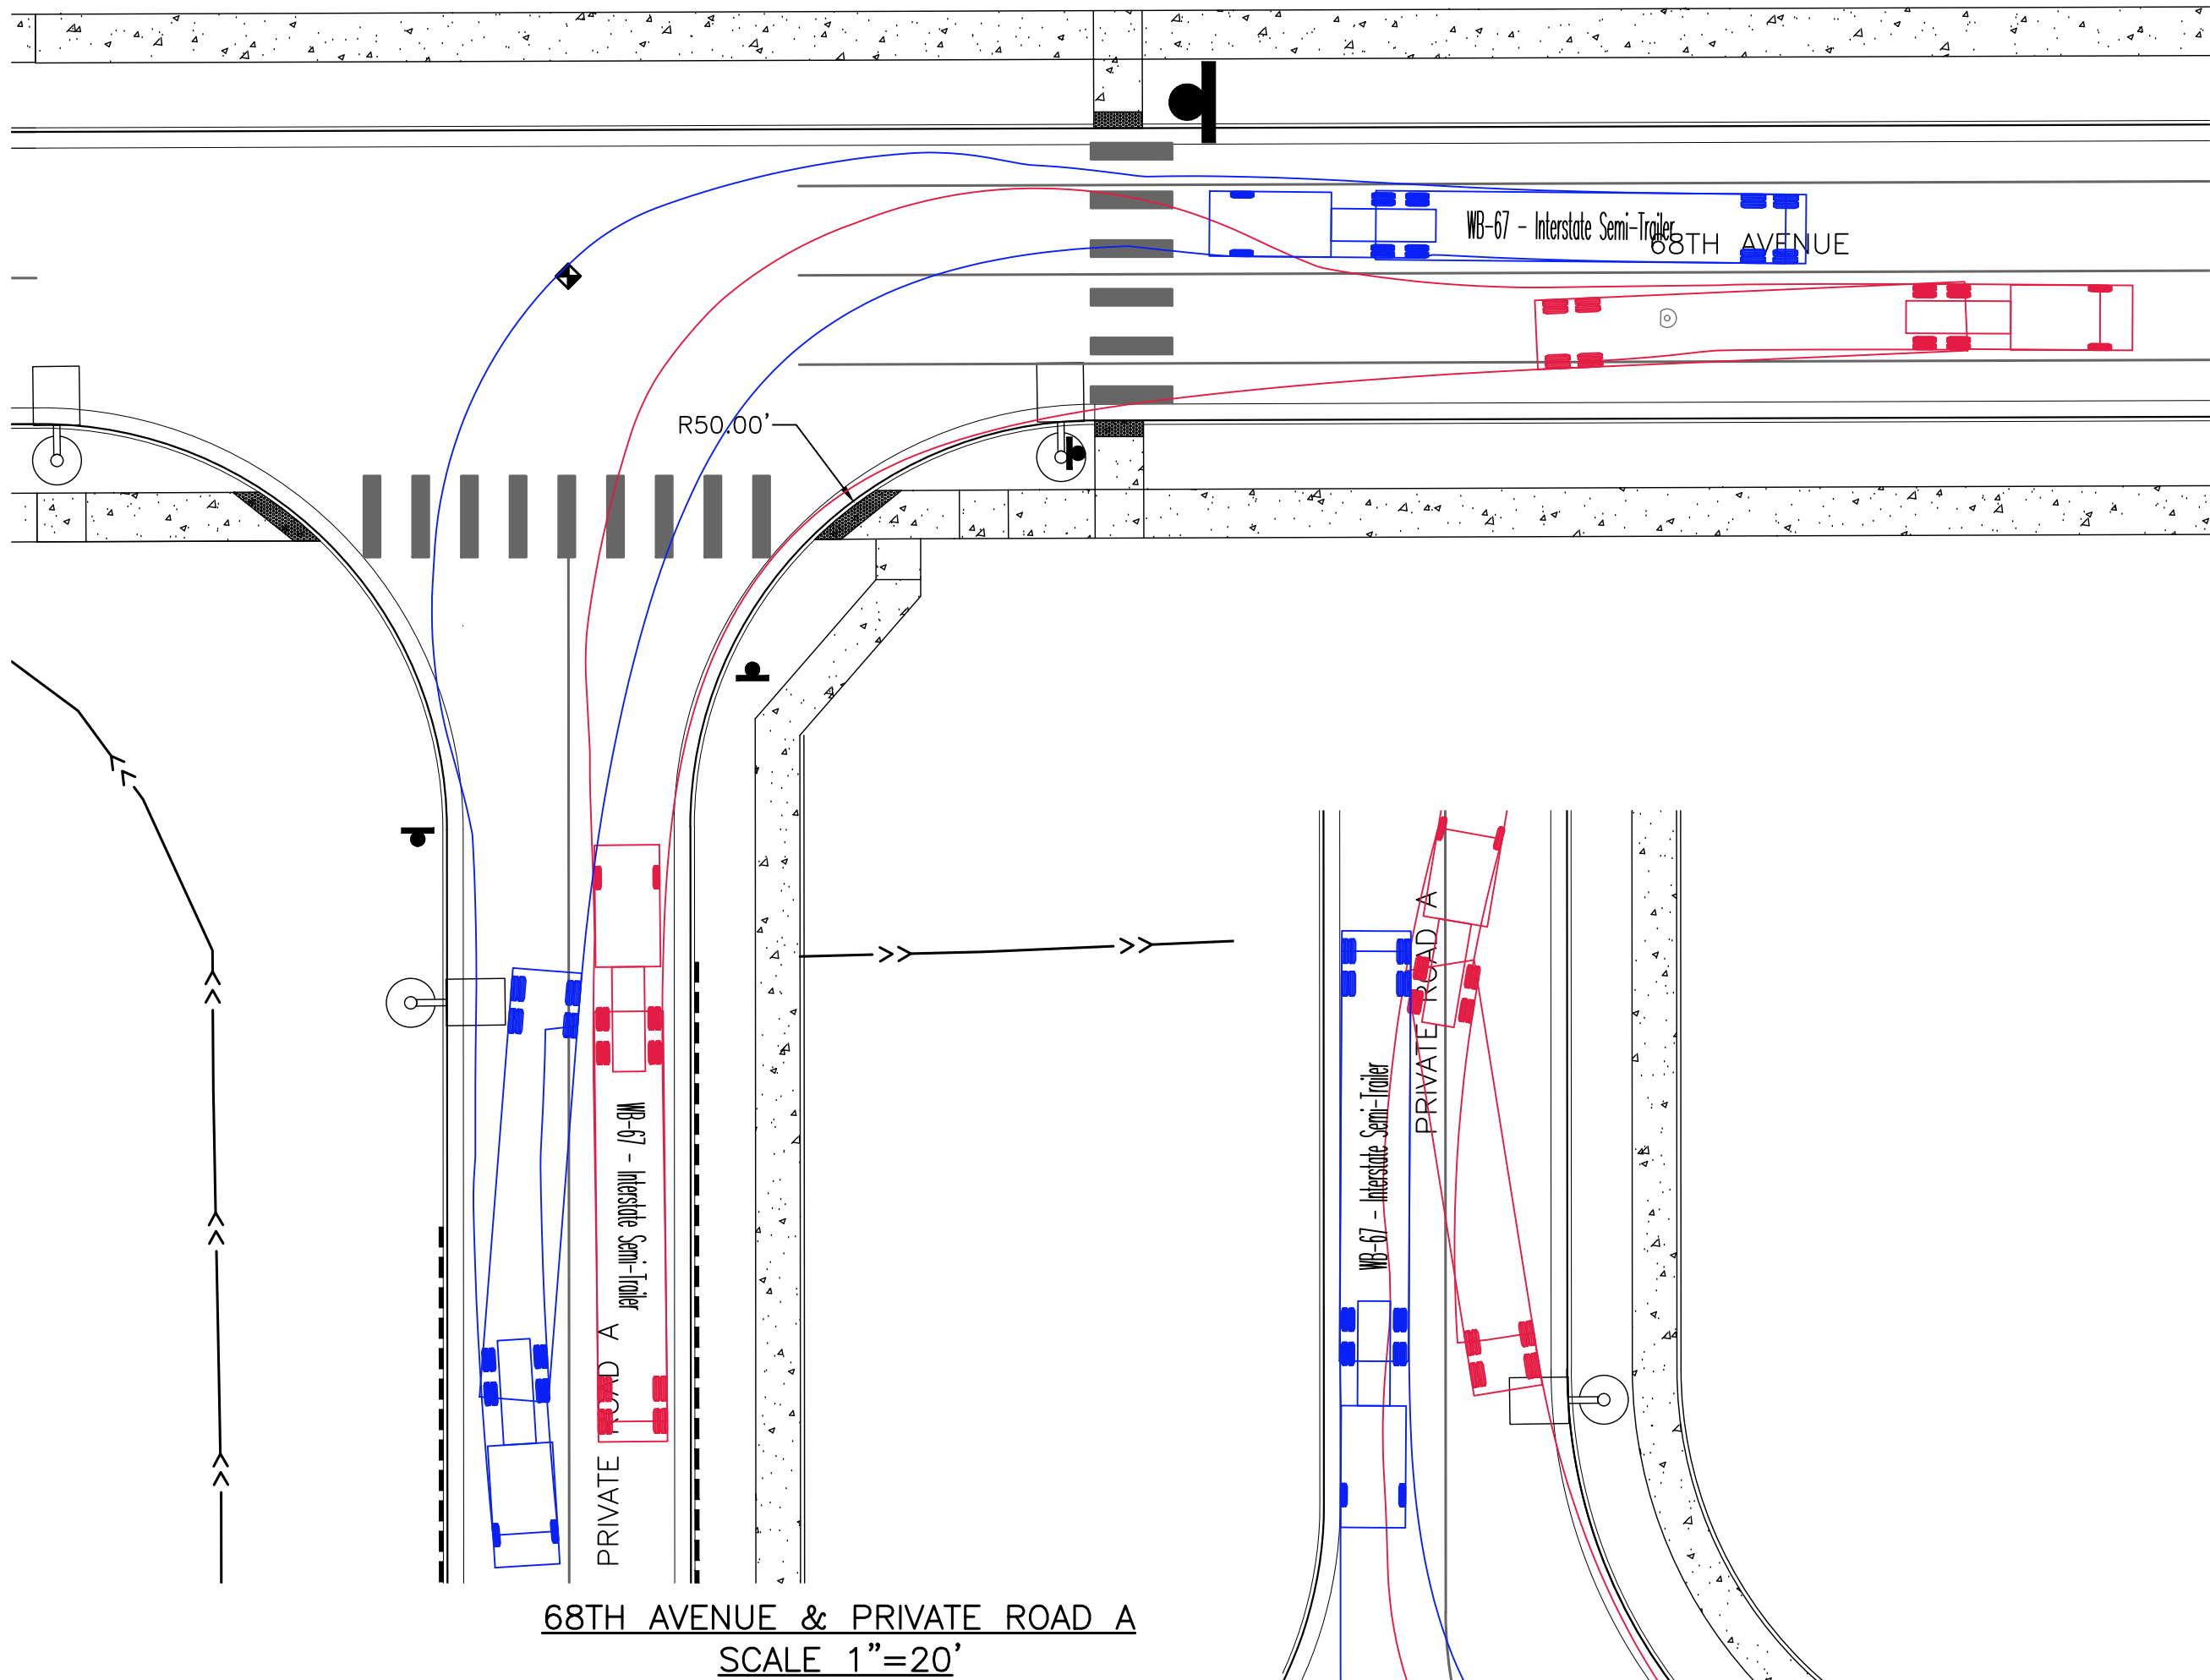 WB-67 - Interstate Semi-Trailer
68TH AVENUE
R50.00'
PRIVATE ROAD A
WB-67 - Interstate Semi-Trailer
WB-67 - Interstate Semi-Trailer
PRIVATE ROAD A
68TH AVENUE & PRIVATE ROAD A
SCALE 1"=20'